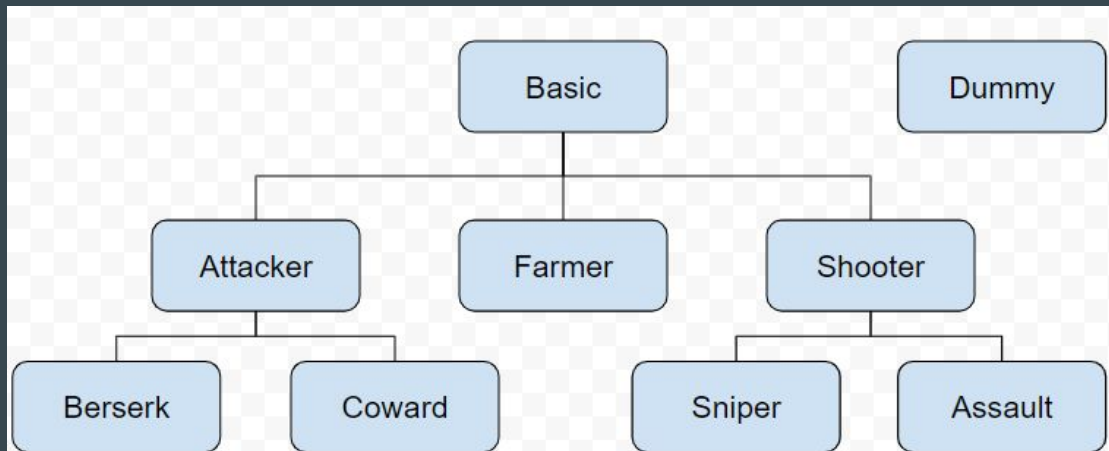 Basic
Dummy
Attacker
Farmer
Shooter
Berserk
Coward
Sniper
Assault